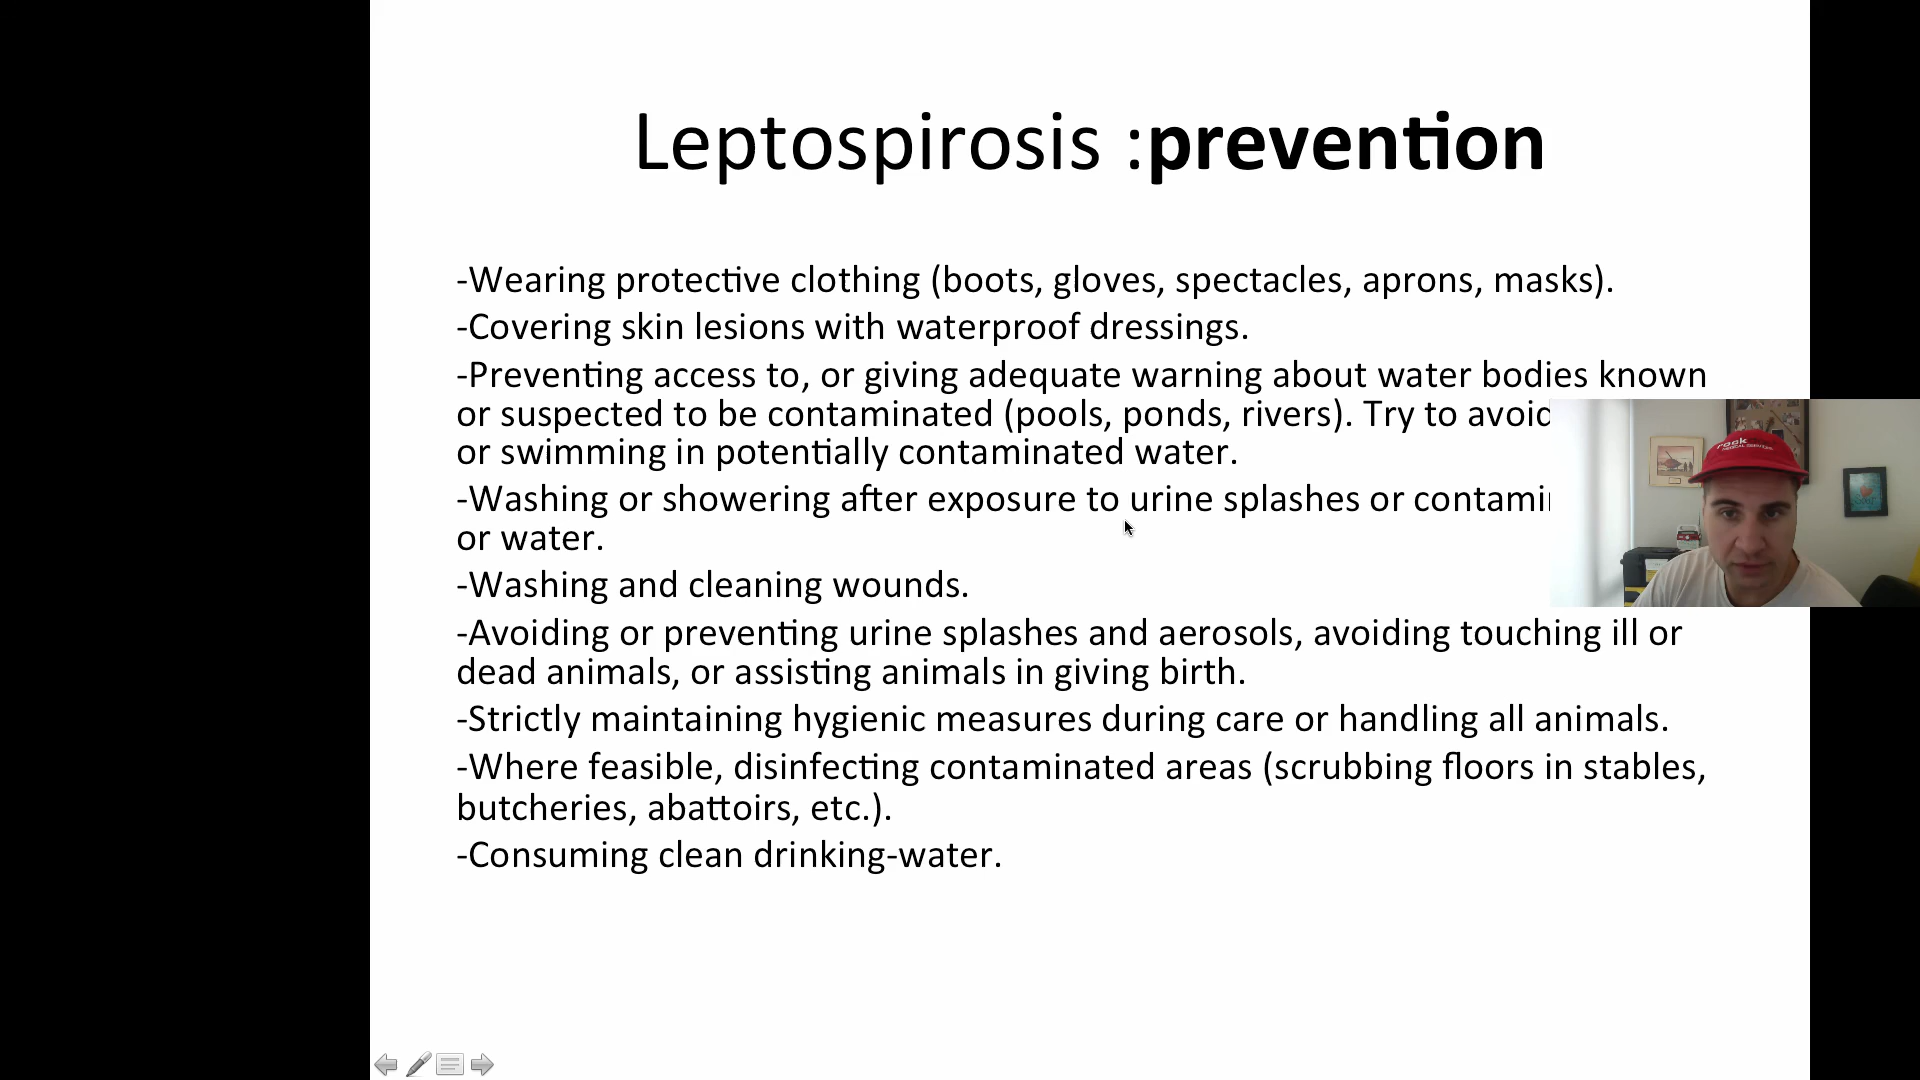 Leptospirosis :prevention
-Wearing protective clothing (boots, gloves, spectacles, aprons, masks).
-Covering skin lesions with waterproof dressings.
-Preventing access to, or giving adequate warning about water bodies known
or suspected to be contaminated (pools, ponds, rivers). Try to avoid
or swimming in potentially contaminated water.
-Washing or showering after exposure to urine splashes or
or water.
-Washing and cleaning wounds.
-Avoiding or preventing urine splashes and aerosols, avoiding touching ill or
dead animals, or assisting animals in giving birth.
-Strictly maintaining hygienic measures during care or handling all animals.
-Where feasible, disinfecting contaminated areas (scrubbing floors in stables,
butcheries, abattoirs, etc.).
-Consuming clean drinking-water.